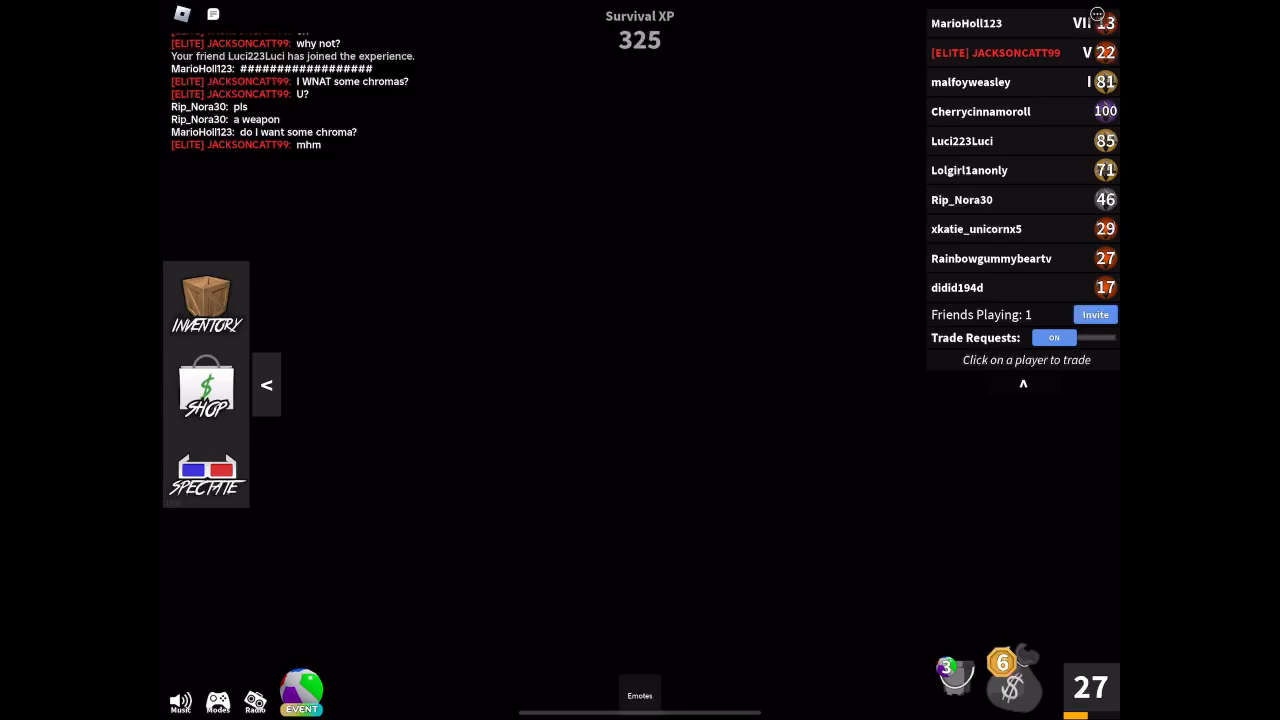 Survival XP
325
[ELITE] JACKSONCATT99: why not?
Your friend Luci223Luci has joined the experience.
MarioHoll123: ##################
[ELITE] JACKSONCATT99: I WNAT some chromas?
[ELITE] JACKSONCATT99: U?
Rip_Nora30: pls
Rip_Nora30: a weapon
MarioHoll123: do I want some chroma?
[ELITE] JACKSONCATT99: mhm
MarioHoll123 VII 13
[ELITE] JACKSONCATT99 V 22
malfoyweasley I 81
Cherrycinnamoroll 100
Luci223Luci 85
Lolgirl1anonly 71
Rip_Nora30 46
xkatie_unicornx5 29
Rainbowgummybeartv 27
didid194d 17
Friends Playing: 1 Invite
Trade Requests: ON
Click on a player to trade
^
INVENTORY
$
SHOP
<
SPECTATE
Music
Modes
Radio
EVENT
Emotes
3
6
$
27